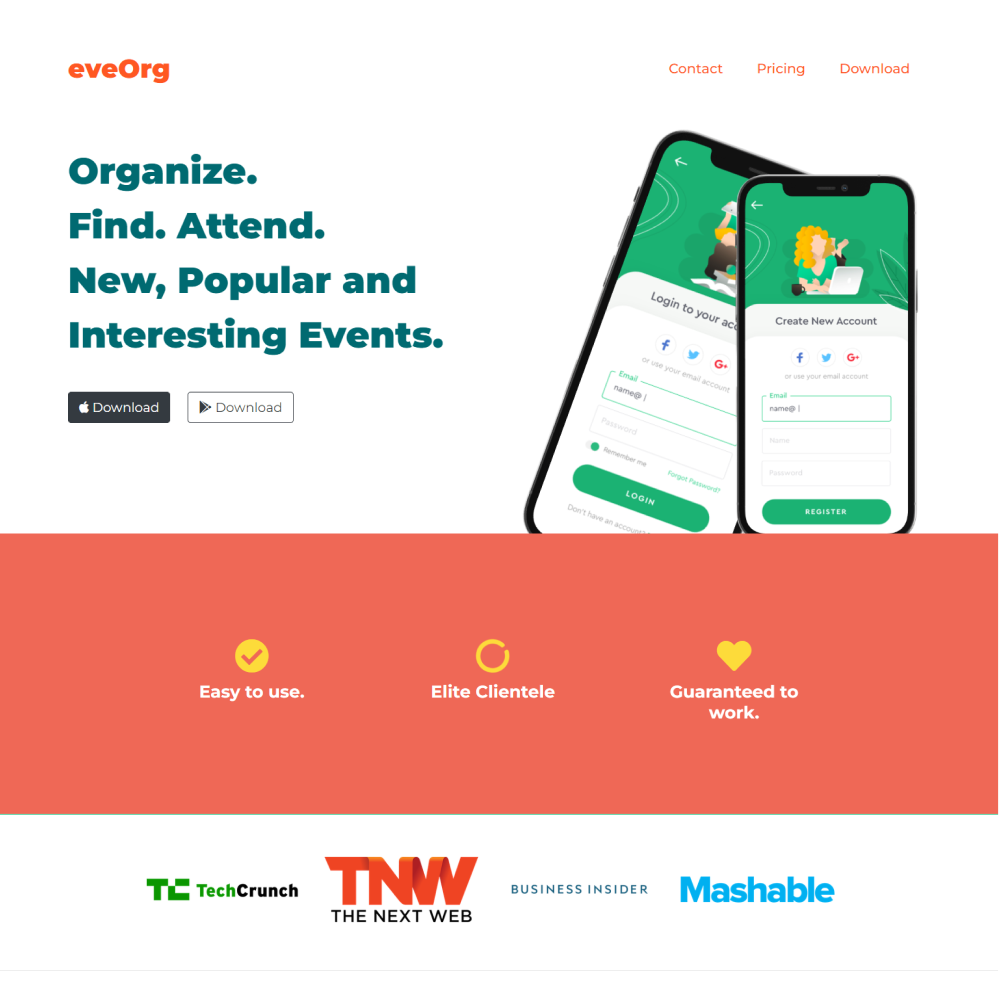 eveOrg
Contact
Pricing
Download
Organize.
Find. Attend.
New, Popular and
Interesting Events.
Download
Download
Login to your acc
or use your email account
Email
name@ |
Password
Remember me
Forgot Password?
LOGIN
Don't have an account?
Create New Account
or use your email account
Email
name@ |
Name
Password
REGISTER
Easy to use.
Elite Clientele
Guaranteed to
work.
TechCrunch
TNW
THE NEXT WEB
BUSINESS INSIDER
Mashable